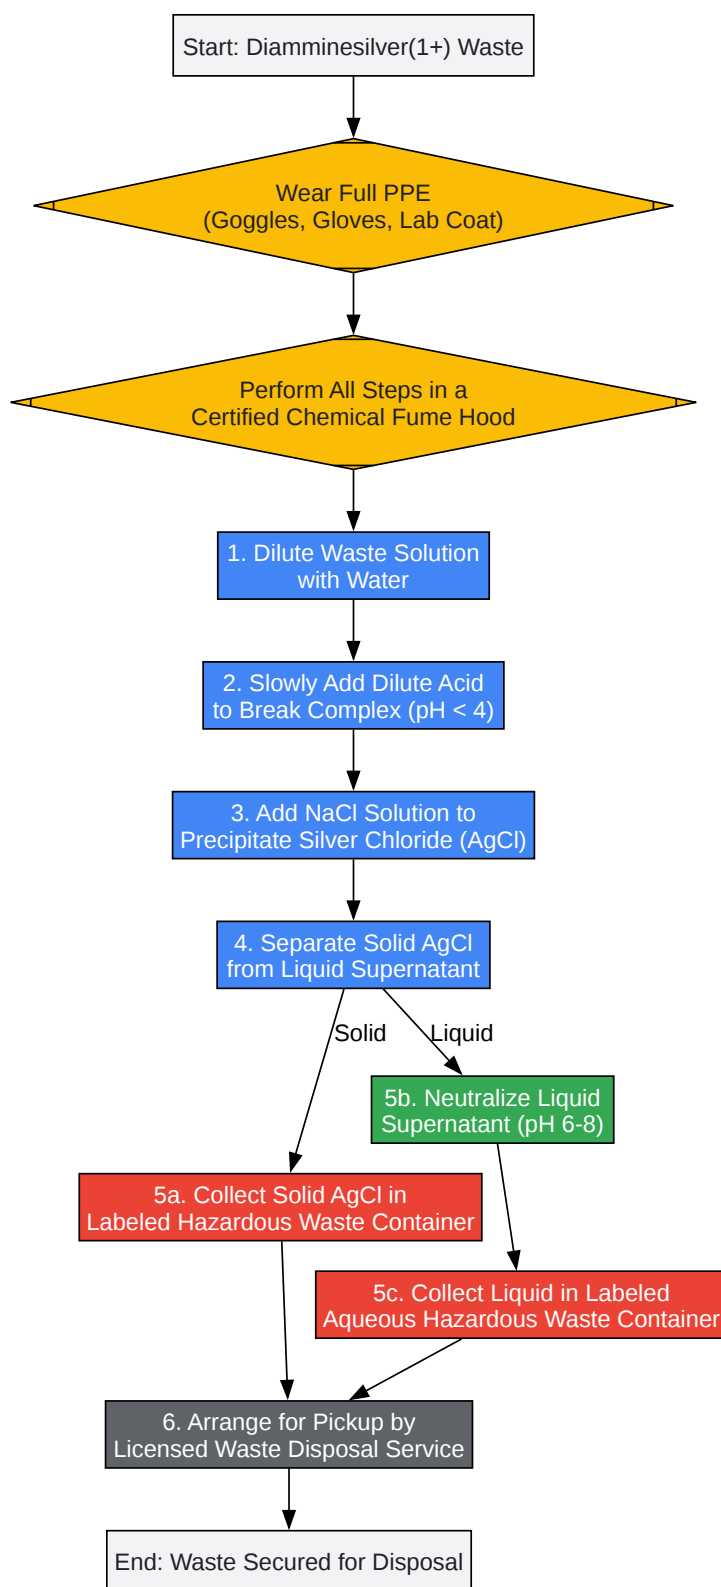 Start: Diamminesilver(1+) Waste
Wear Full PPE
(Goggles, Gloves, Lab Coat)
Perform All Steps in a
Certified Chemical Fume Hood
1. Dilute Waste Solution
with Water
2. Slowly Add Dilute Acid
to Break Complex (pH < 4)
3. Add NaCl Solution to
Precipitate Silver Chloride (AgCl)
4. Separate Solid AgCl
from Liquid Supernatant
Solid
Liquid
5b. Neutralize Liquid
Supernatant (pH 6-8)
5a. Collect Solid AgCl in
Labeled Hazardous Waste Container
5c. Collect Liquid in Labeled
Aqueous Hazardous Waste Container
6. Arrange for Pickup by
Licensed Waste Disposal Service
End: Waste Secured for Disposal